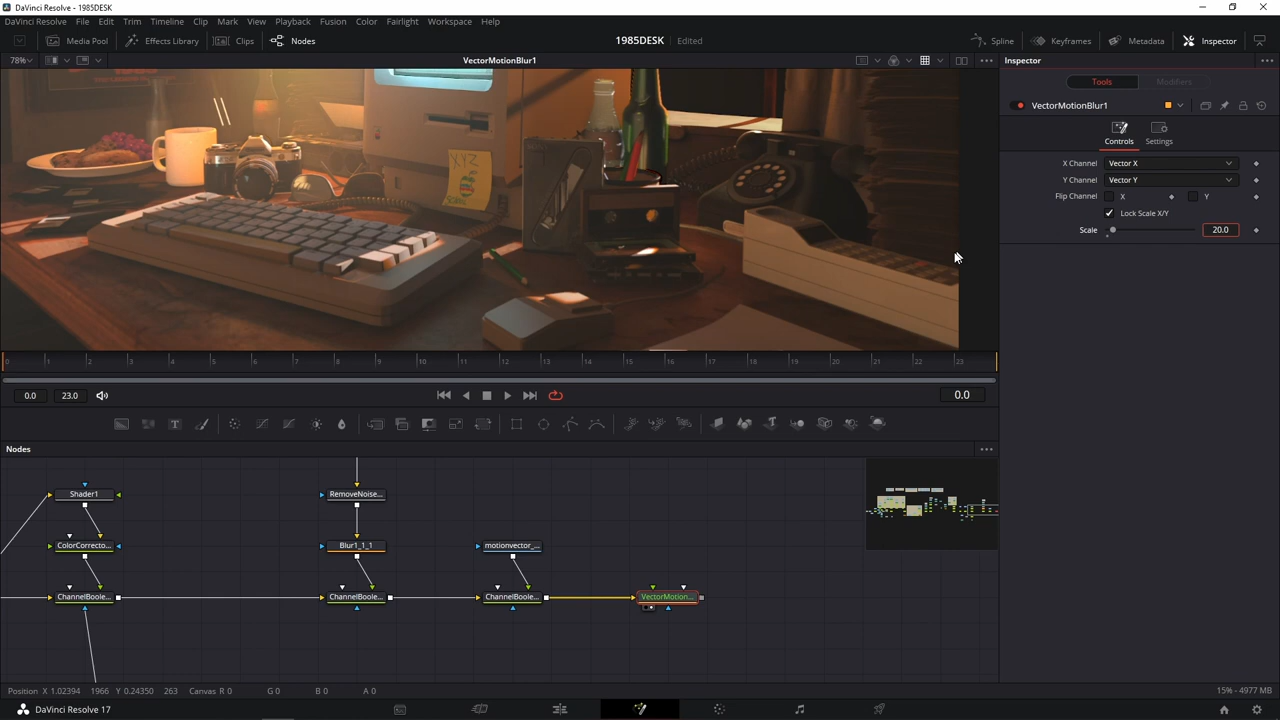 DaVinci Resolve - 1985DESK
DaVinci Resolve File Edit Trim Timeline Clip Mark View Playback Fusion Color Fairlight Workspace Help
Media Pool Effects Library Clips Nodes 1985DESK Edited Spline Keyframes Metadata Inspector
78% VectorMotionBlur1 Inspector
Tools Modifiers
VectorMotionBlur1
Controls Settings
X Channel Vector X
Y Channel Vector Y
Flip Channel X Y
Lock Scale X/Y
Scale 20.0
XYZ
0 1 2 3 4 5 6 7 8 9 10 11 12 13 14 15 16 17 18 19 20 21 22 23
0.0 23.0 0.0
Nodes
Shader1 RemoveNoise...
ColorCorrecto... Blur1_1_1 motionvector_...
ChannelBoole... ChannelBoole... ChannelBoole... VectorMotion...
Position X 1.02394 1966 Y 0.24350 263 Canvas R 0 G 0 B 0 A 0 15% - 4977 MB
DaVinci Resolve 17